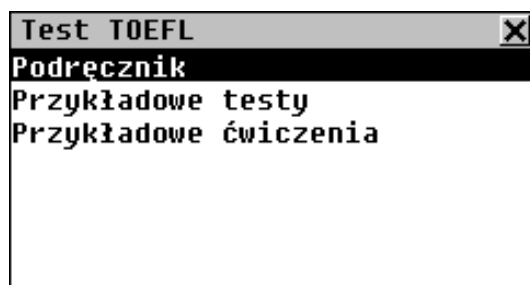 Test TOEFL
Podręcznik
Przykładowe testy
Przykładowe ćwiczenia